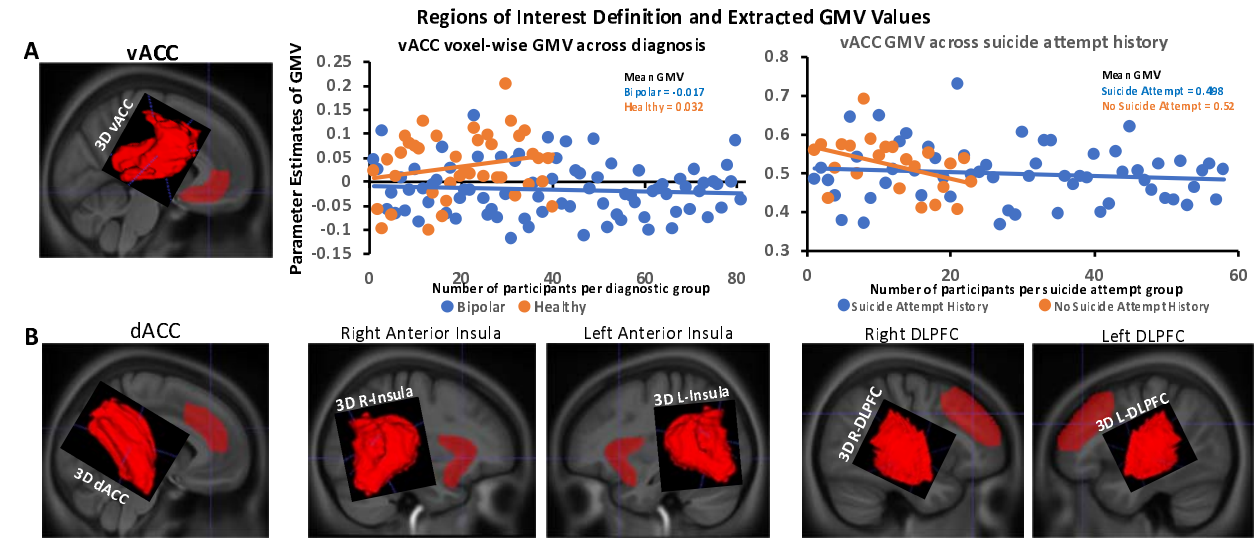 Regions of Interest Definition and Extracted GMV Values
A
vACC
3D vACC
vACC voxel-wise GMV across diagnosis
Parameter Estimates of GMV
0.25
0.2
0.15
0.1
0.05
0
-0.05
-0.1
-0.15
Mean GMV
Bipolar = -0.017
Healthy = 0.032
0
20
40
60
80
Number of participants per diagnostic group
Bipolar
Healthy
vACC GMV across suicide attempt history
0.8
0.7
0.6
0.5
0.4
0.3
Mean GMV
Suicide Attempt = 0.498
No Suicide Attempt = 0.52
0
20
40
60
Number of participants per suicide attempt group
Suicide Attempt History
No Suicide Attempt History
B
dACC
3D dACC
Right Anterior Insula
3D R-Insula
Left Anterior Insula
3D L-Insula
Right DLPFC
3D R-DLPFC
Left DLPFC
3D L-DLPFC